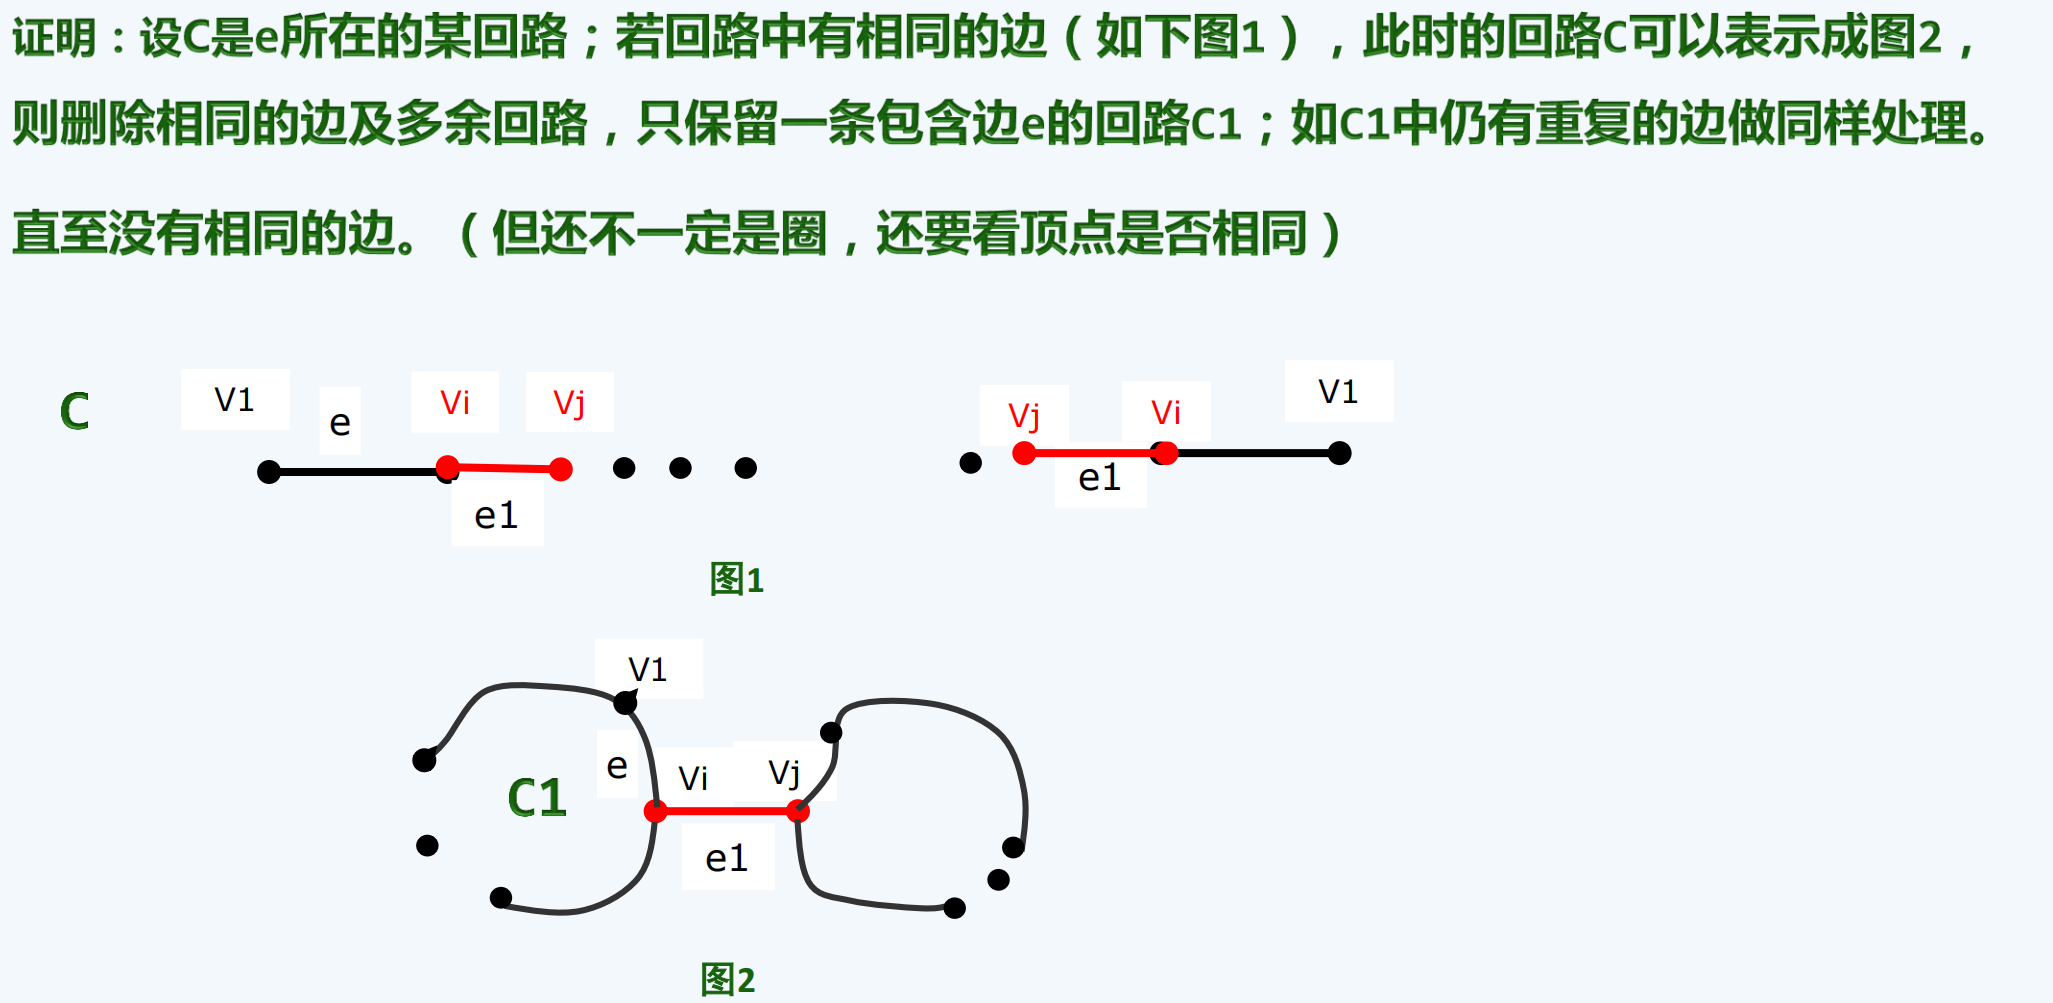 证明：设C是e所在的某回路；若回路中有相同的边（如下图1），此时的回路C可以表示成图2，
则删除相同的边及多余回路，只保留一条包含边e的回路C1；如C1中仍有重复的边做同样处理。
直至没有相同的边。（但还不一定是圈，还要看顶点是否相同）
C V1 e Vi Vj Vj Vi V1
e1 e1
图1
V1
e Vi Vj
C1
e1
图2